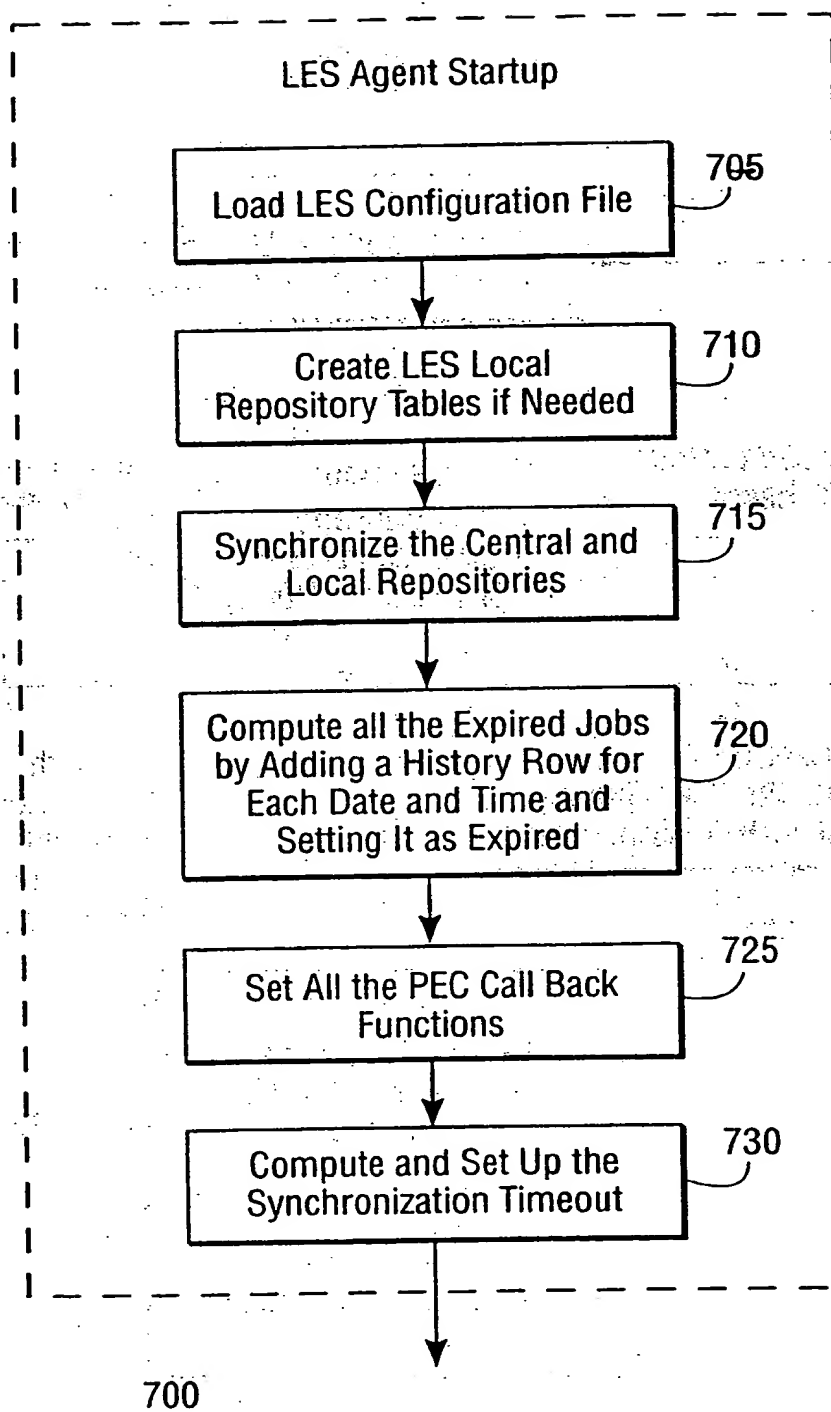 LES Agent Startup
Load LES Configuration File
705
Create LES Local
Repository Tables if Needed
710
Synchronize the Central and
Local Repositories
715
Compute all the Expired Jobs
by Adding a History Row for
Each Date and Time and
Setting It as Expired
720
Set All the PEC Call Back
Functions
725
Compute and Set Up the
Synchronization Timeout
730
700